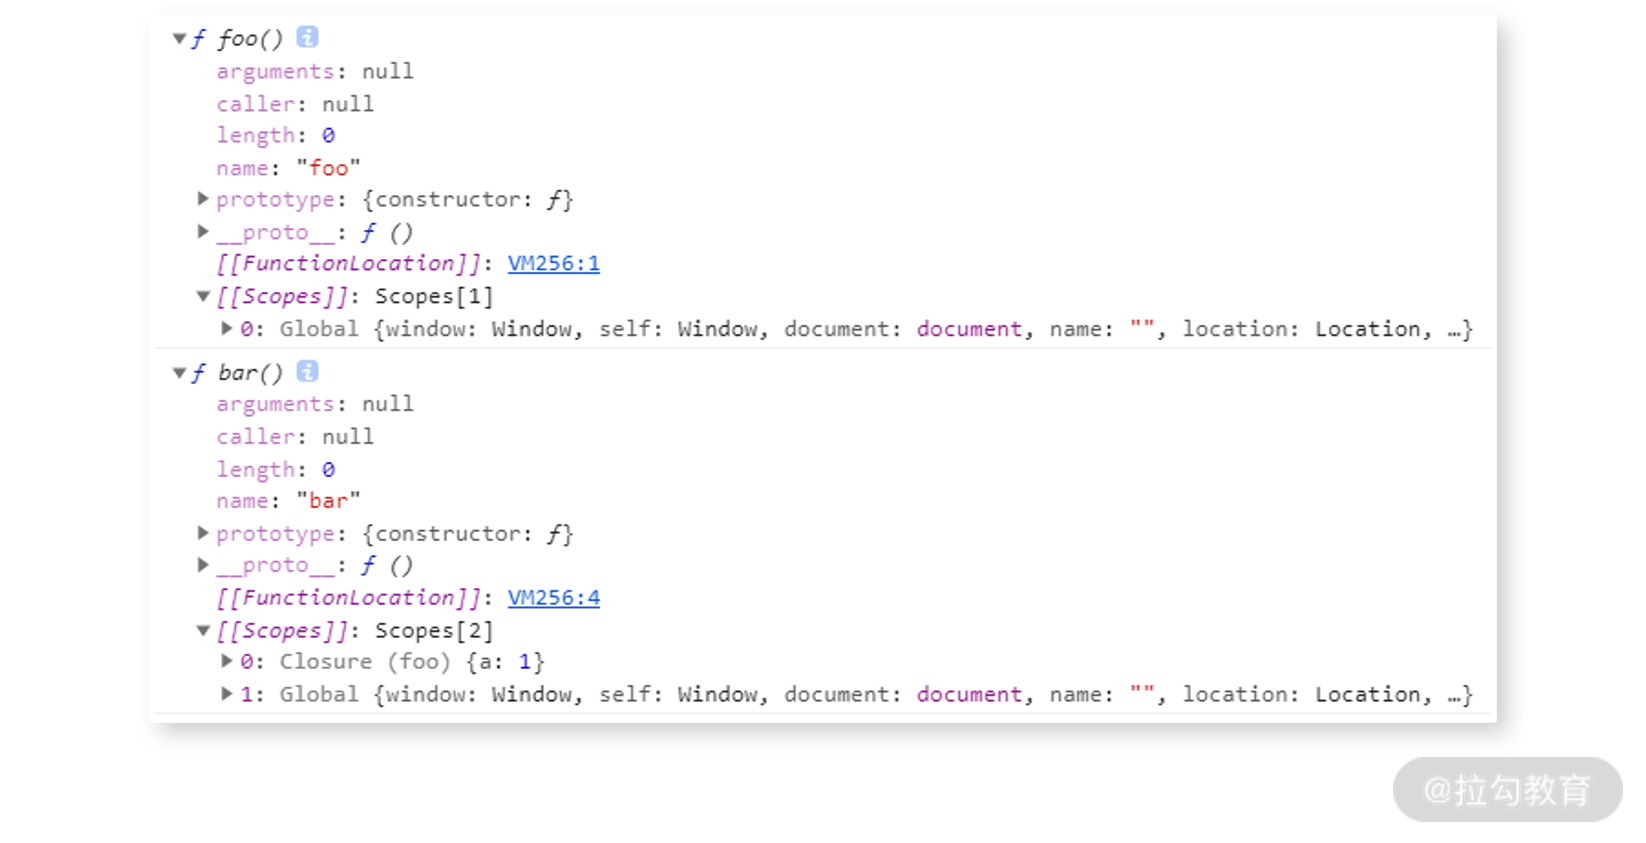 ▼ƒ foo() i
arguments: null
caller: null
length: 0
name: "foo"
▶prototype: {constructor: ƒ}
▶__proto__: ƒ ()
[[FunctionLocation]]: VM256:1
▼[[Scopes]]: Scopes[1]
▶0: Global {window: Window, self: Window, document: document, name: "", location: Location, …}
▼ƒ bar() i
arguments: null
caller: null
length: 0
name: "bar"
▶prototype: {constructor: ƒ}
▶__proto__: ƒ ()
[[FunctionLocation]]: VM256:4
▼[[Scopes]]: Scopes[2]
▶0: Closure (foo) {a: 1}
▶1: Global {window: Window, self: Window, document: document, name: "", location: Location, …}
@拉勾教育